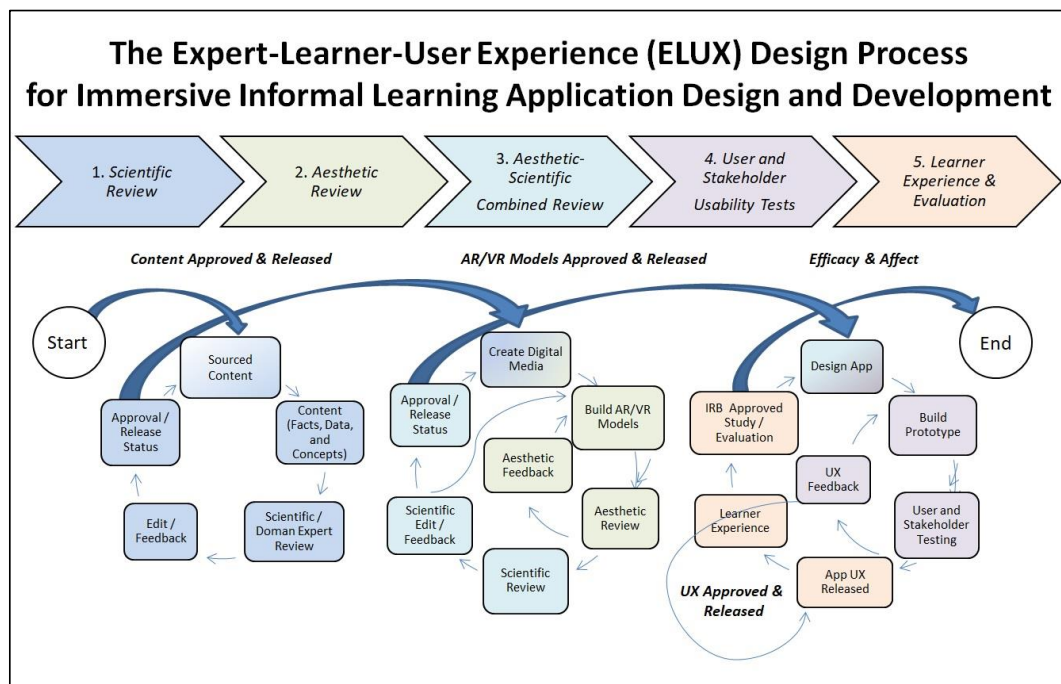 The Expert-Learner-User Experience (ELUX) Design Process
for Immersive Informal Learning Application Design and Development
1. Scientific
Review
2. Aesthetic
Review
3. Aesthetic-
Scientific
Combined Review
4. User and
Stakeholder
Usability Tests
5. Learner
Experience &
Evaluation
Content Approved & Released
AR/VR Models Approved & Released
Efficacy & Affect
Start
Sourced
Content
Content
(Facts, Data,
and
Concepts)
Scientific /
Doman Expert
Review
Edit /
Feedback
Approval /
Release
Status
Create Digital
Media
Build AR/VR
Models
Aesthetic
Review
Aesthetic
Feedback
Scientific
Review
Scientific
Edit /
Feedback
Approval /
Release
Status
Design App
Build
Prototype
User and
Stakeholder
Testing
UX
Feedback
App UX
Released
Learner
Experience
IRB Approved
Study /
Evaluation
UX Approved &
Released
End